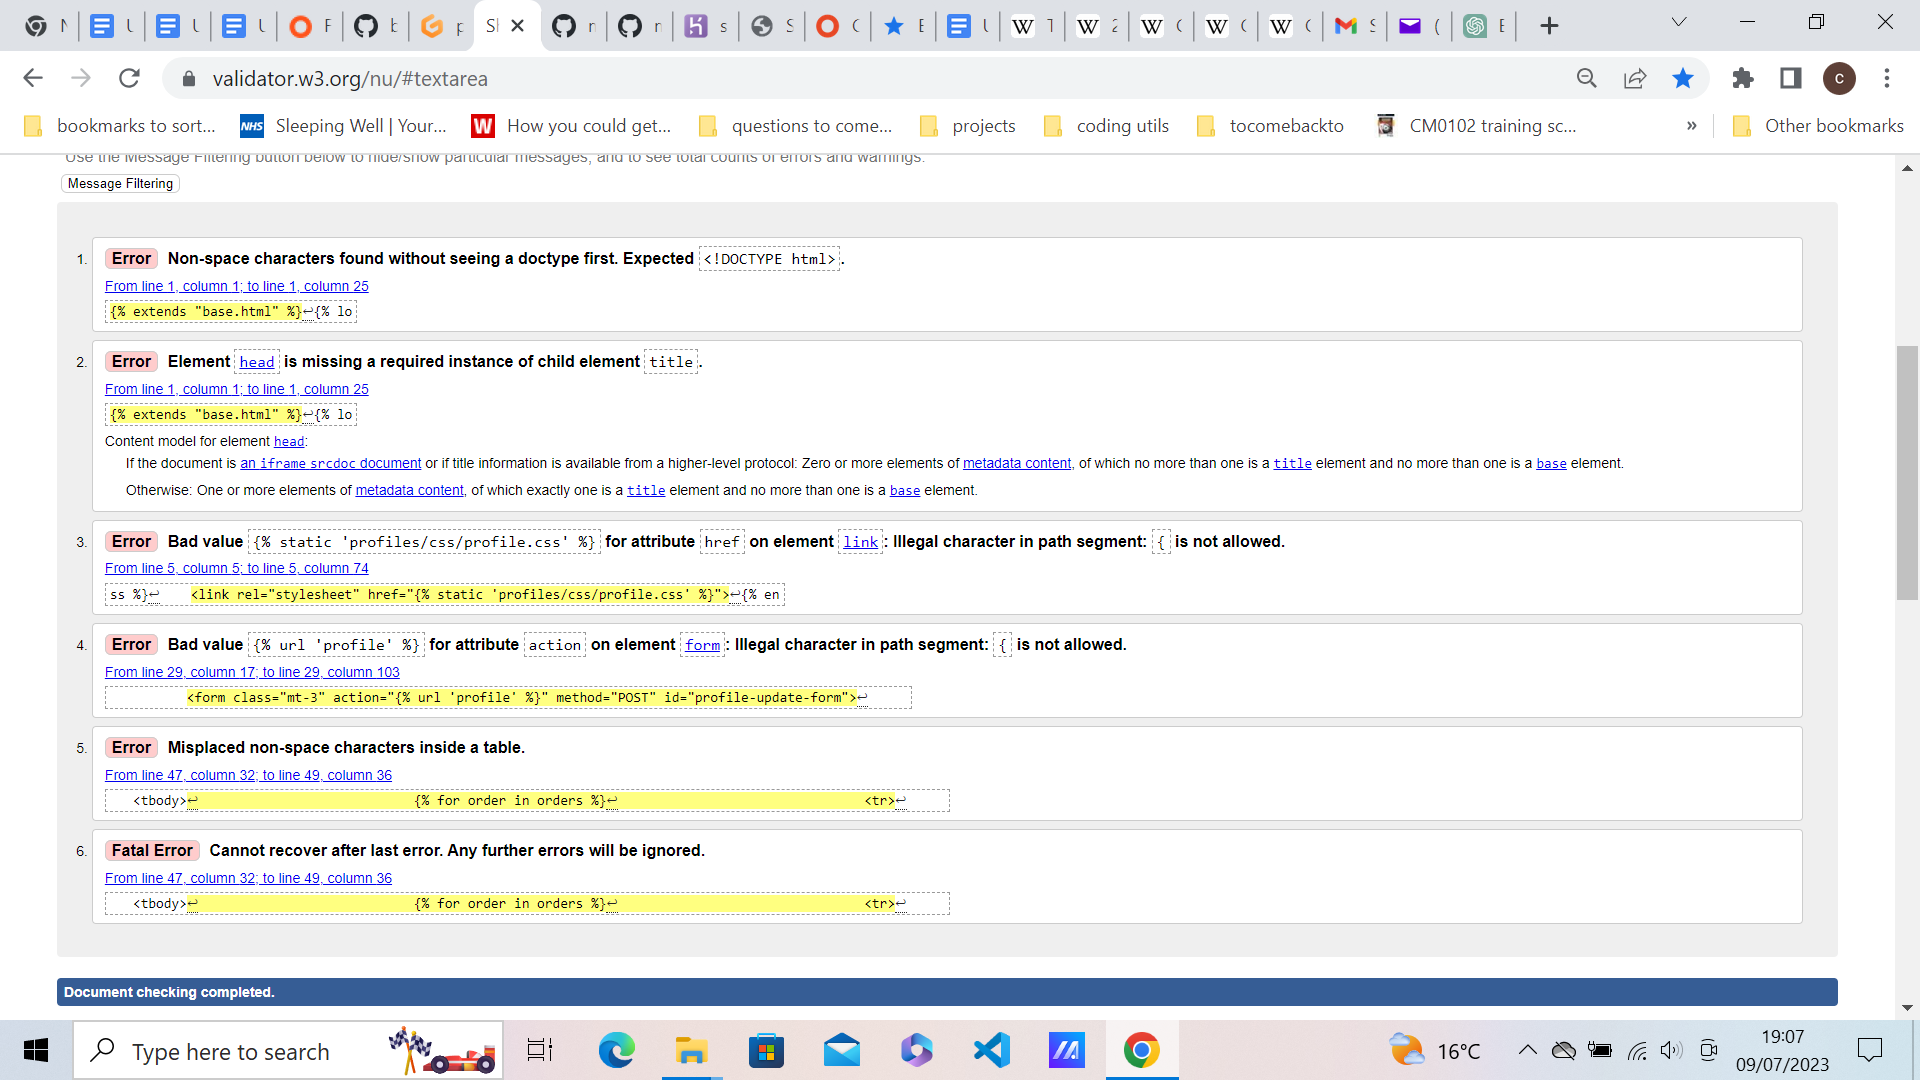 validator.w3.org/nu/#textarea
bookmarks to sort...
NHS
Sleeping Well | Your...
W
How you could get...
questions to come...
projects
coding utils
tocomebackto
CM0102 training sc...
»
Other bookmarks
Use the Message Filtering button below to hide/show particular messages, and to see total counts of errors and warnings.
Message Filtering
1. Error Non-space characters found without seeing a doctype first. Expected <!DOCTYPE html>.
From line 1, column 1; to line 1, column 25
{% extends "base.html" %}↩{% lo
2. Error Element head is missing a required instance of child element title.
From line 1, column 1; to line 1, column 25
{% extends "base.html" %}↩{% lo
Content model for element head:
If the document is an iframe srcdoc document or if title information is available from a higher-level protocol: Zero or more elements of metadata content, of which no more than one is a title element and no more than one is a base element.
Otherwise: One or more elements of metadata content, of which exactly one is a title element and no more than one is a base element.
3. Error Bad value {% static 'profiles/css/profile.css' %} for attribute href on element link: Illegal character in path segment: { is not allowed.
From line 5, column 5; to line 5, column 74
ss %}↩ <link rel="stylesheet" href="{% static 'profiles/css/profile.css' %}">↩{% en
4. Error Bad value {% url 'profile' %} for attribute action on element form: Illegal character in path segment: { is not allowed.
From line 29, column 17; to line 29, column 103
<form class="mt-3" action="{% url 'profile' %}" method="POST" id="profile-update-form">↩
5. Error Misplaced non-space characters inside a table.
From line 47, column 32; to line 49, column 36
<tbody>↩ {% for order in orders %}↩ <tr>↩
6. Fatal Error Cannot recover after last error. Any further errors will be ignored.
From line 47, column 32; to line 49, column 36
<tbody>↩ {% for order in orders %}↩ <tr>↩
Document checking completed.
Type here to search
16°C
19:07
09/07/2023